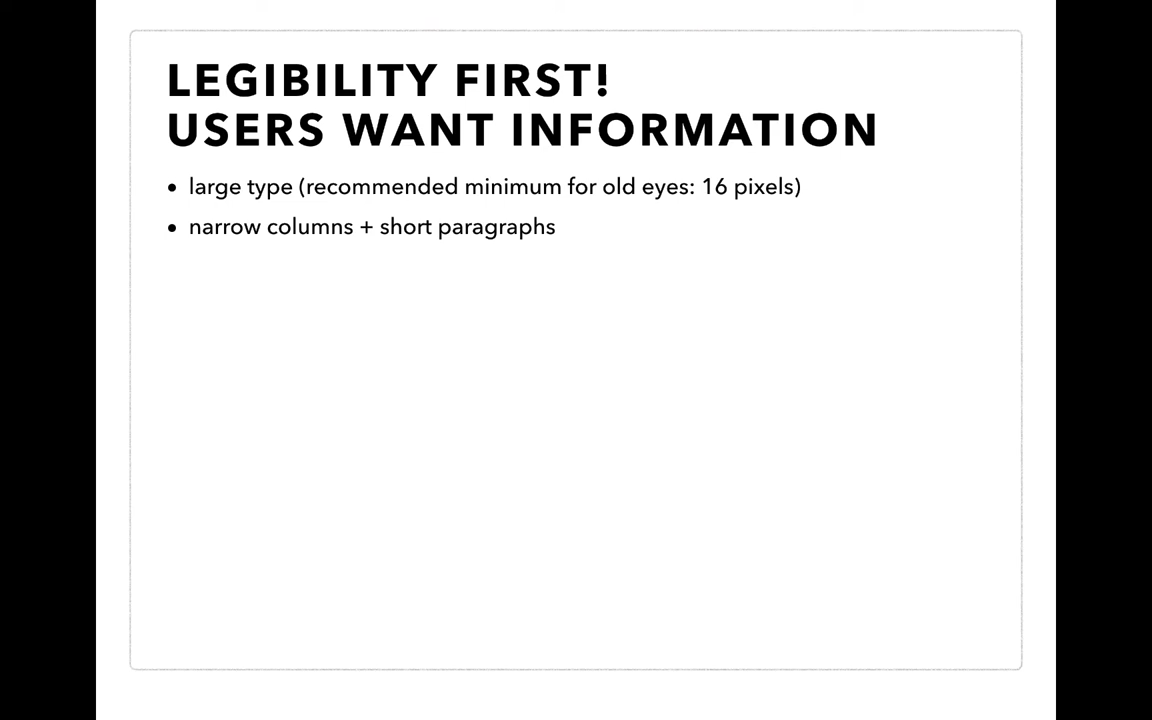 LEGIBILITY FIRST!
USERS WANT INFORMATION
• large type (recommended minimum for old eyes: 16 pixels)
• narrow columns + short paragraphs